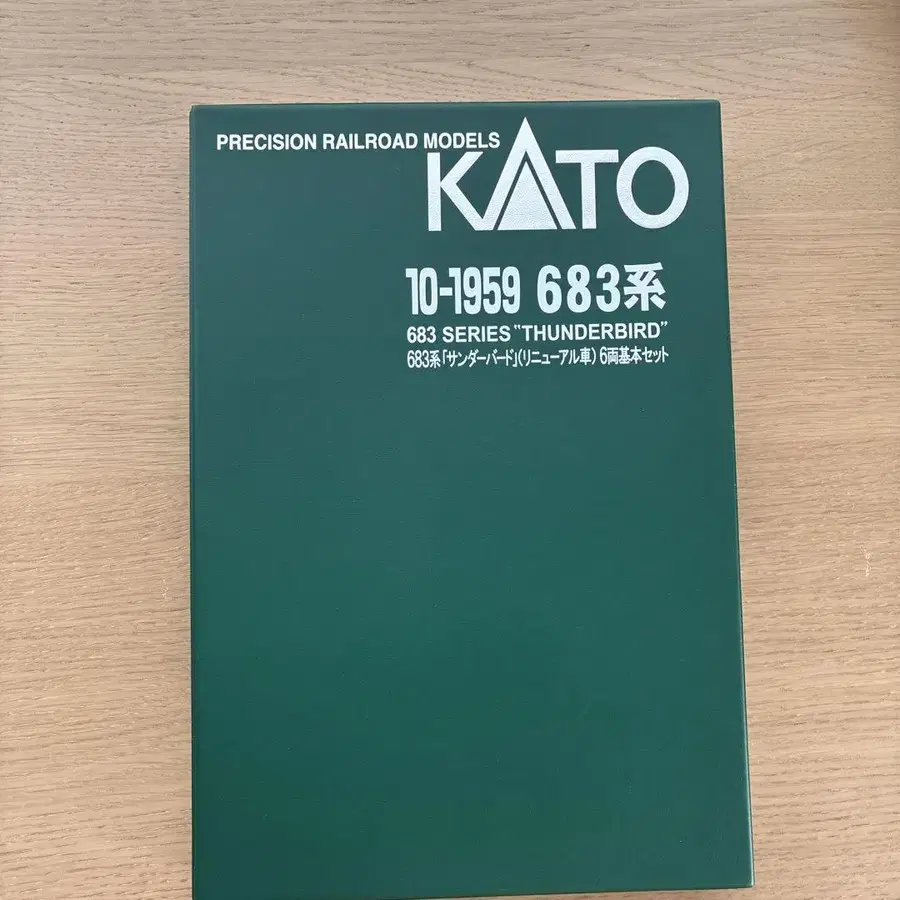 PRECISION RAILROAD MODELS
KATO
10-1959 683系
683 SERIES "THUNDERBIRD"
683系「サンダーバード」(リニューアル車) 6両基本セット